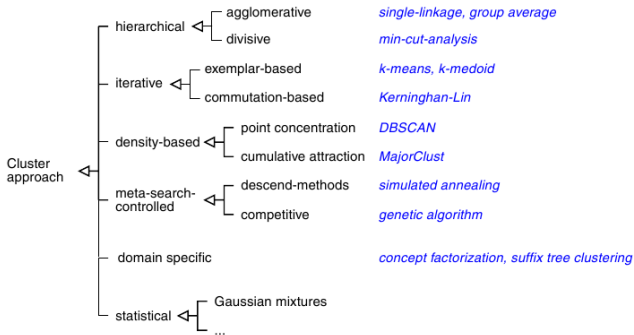 agglomerative single-linkage, group average
hierarchical
divisive min-cut-analysis
exemplar-based k-means, k-medoid
iterative
commutation-based Kerninghan-Lin
point concentration DBSCAN
density-based
cumulative attraction MajorClust
Cluster
approach
descend-methods simulated annealing
meta-search-
controlled
competitive genetic algorithm
domain specific concept factorization, suffix tree clustering
Gaussian mixtures
statistical
...